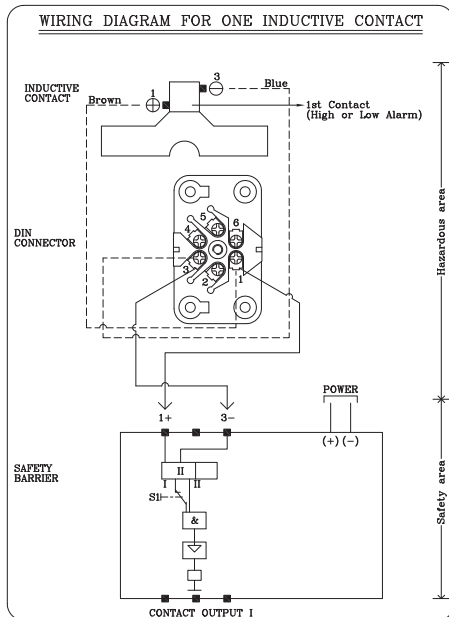 WIRING DIAGRAM FOR ONE INDUCTIVE CONTACT
INDUCTIVE
CONTACT
Brown
1
3
Blue
1st Contact
(High or Low Alarm)
Hazardous area
DIN
CONNECTOR
5
6
4
3
2
1
POWER
1+
3-
(+) (-)
SAFETY
BARRIER
II
I
II
S1
&
Safety area
CONTACT OUTPUT I